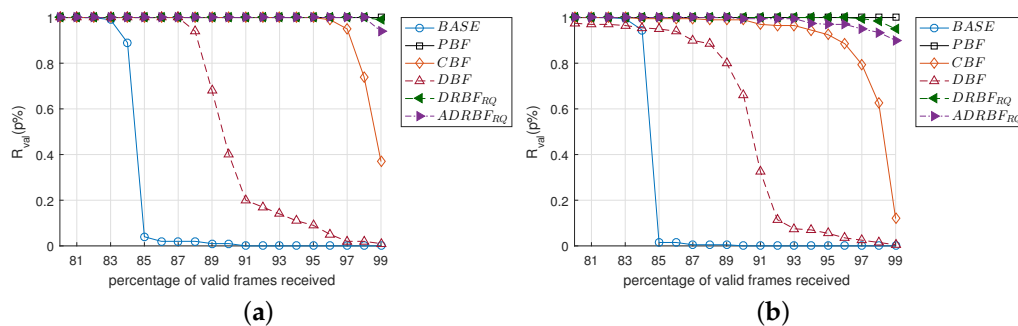 1
0.8
0.6
0.4
0.2
0
R_val(p%)
81 83 85 87 89 91 93 95 97 99
percentage of valid frames received
BASE
PBF
CBF
DBF
DRBF_RQ
ADRBF_RQ
(a)
1
0.8
0.6
0.4
0.2
0
R_val(p%)
81 83 85 87 89 91 93 95 97 99
percentage of valid frames received
BASE
PBF
CBF
DBF
DRBF_RQ
ADRBF_RQ
(b)